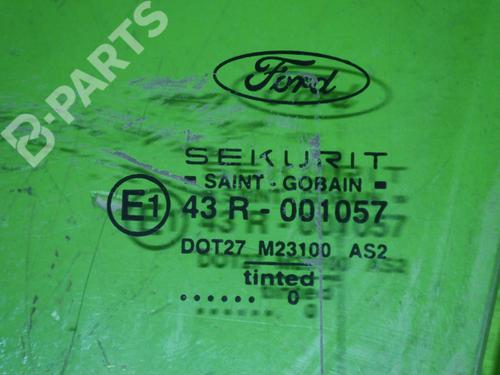 B-PARTS
Ford
SEKURIT
- SAINT - GOBAIN -
E1 43 R - 001057
DOT27 M23100 AS2
tinted
...... 0